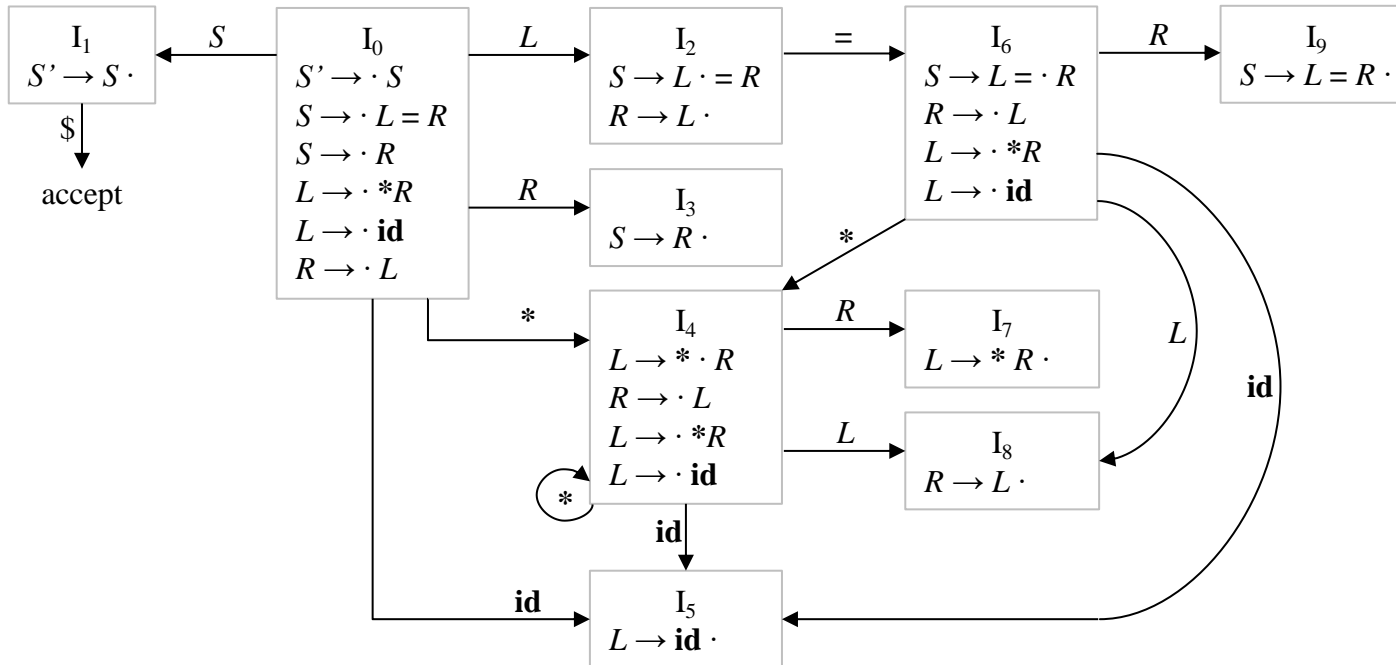 I₁
S' → S ·
$
accept
S
I₀
S' → · S
S → · L = R
S → · R
L → · *R
L → · id
R → · L
L
I₂
S → L · = R
R → L ·
=
I₆
S → L = · R
R → · L
L → · *R
L → · id
R
I₉
S → L = R ·
R
I₃
S → R ·
*
*
I₄
L → * · R
R → · L
L → · *R
L → · id
*
R
I₇
L → * R ·
L
I₈
R → L ·
L
id
id
id
I₅
L → id ·